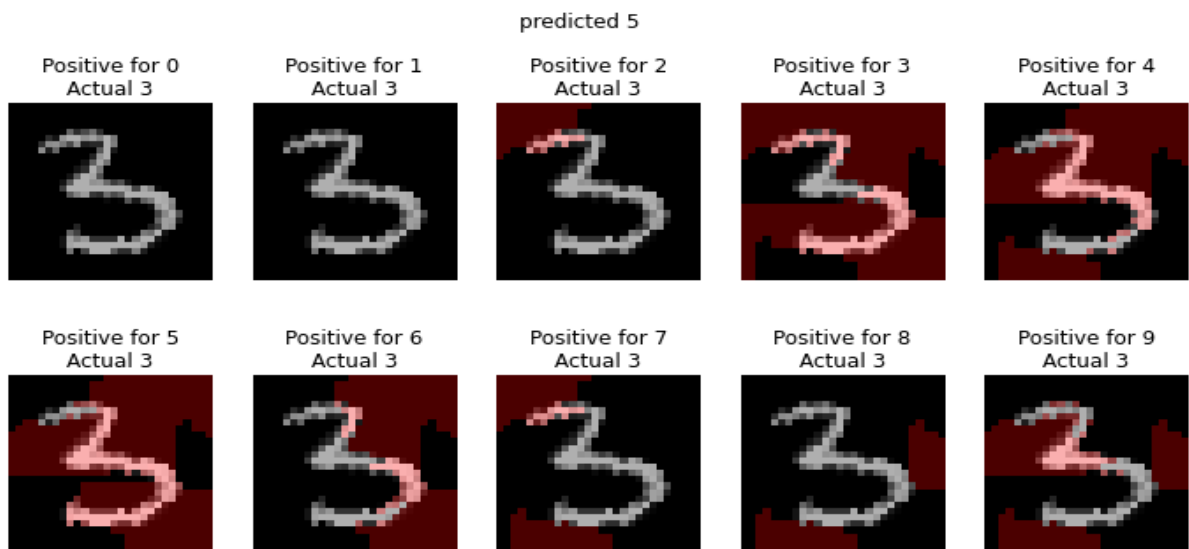 predicted 5
Positive for 0
Actual 3
Positive for 1
Actual 3
Positive for 2
Actual 3
Positive for 3
Actual 3
Positive for 4
Actual 3
Positive for 5
Actual 3
Positive for 6
Actual 3
Positive for 7
Actual 3
Positive for 8
Actual 3
Positive for 9
Actual 3